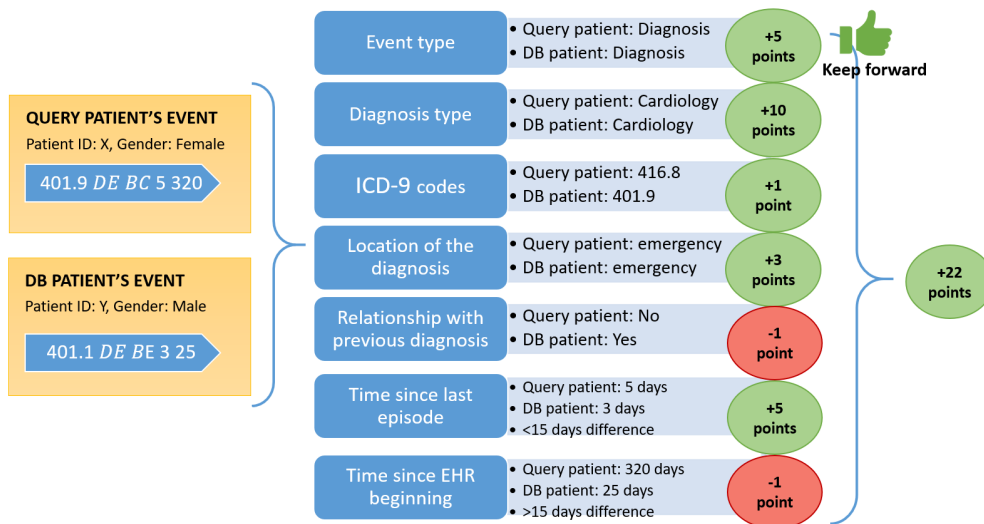 QUERY PATIENT'S EVENT
Patient ID: X, Gender: Female
401.9 DE BC 5 320
DB PATIENT'S EVENT
Patient ID: Y, Gender: Male
401.1 DE BE 3 25
Event type
• Query patient: Diagnosis
• DB patient: Diagnosis
+5
points
Keep forward
Diagnosis type
• Query patient: Cardiology
• DB patient: Cardiology
+10
points
ICD-9 codes
• Query patient: 416.8
• DB patient: 401.9
+1
point
Location of the
diagnosis
• Query patient: emergency
• DB patient: emergency
+3
points
Relationship with
previous diagnosis
• Query patient: No
• DB patient: Yes
-1
point
Time since last
episode
• Query patient: 5 days
• DB patient: 3 days
• <15 days difference
+5
points
Time since EHR
beginning
• Query patient: 320 days
• DB patient: 25 days
• >15 days difference
-1
point
+22
points